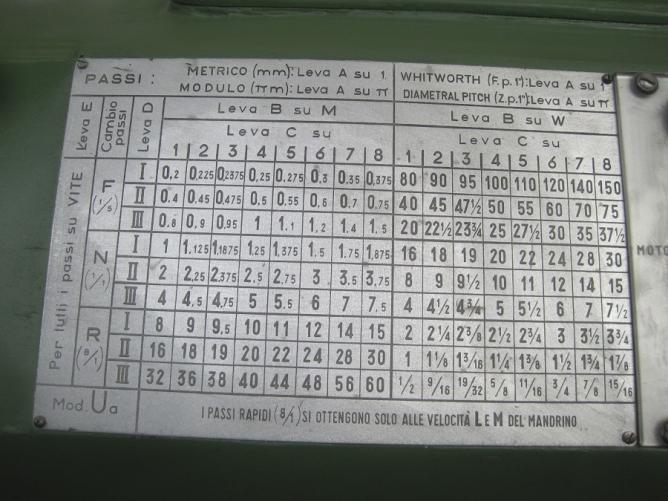 PASSI : METRICO (mm): Leva A su 1. WHITWORTH (F.p.1"): Leva A su 1
MODULO (πm): Leva A su π DIAMETRAL PITCH (Z.p.1"): Leva A su π
Leva E Cambio passi Leva D Leva B su M Leva B su W
Leva C su Leva C su
1 2 3 4 5 6 7 8 1 2 3 4 5 6 7 8
Per tutti i passi su VITE
F (1/5) I 0,2 0,225 0,2375 0,25 0,275 0,3 0,35 0,375 80 90 95 100 110 120 140 150
II 0.4 0.45 0.475 0,5 0,55 0,6 0,7 0,75 40 45 47½ 50 55 60 70 75
III 0.8 0,9 0,95 1 1,1 1,2 1,4 1,5 20 22½ 23¾ 25 27½ 30 35 37½
N (1/1) I 1 1,125 1,1875 1,25 1,375 1,5 1,75 1,875 16 18 19 20 22 24 28 30
II 2 2,25 2,375 2,5 2,75 3 3,5 3,75 8 9 9½ 10 11 12 14 15
III 4 4,5 4,75 5 5,5 6 7 7,5 4 4½ 4¾ 5 5½ 6 7 7½
R (8/1) I 8 9 9,5 10 11 12 14 15 2 2¼ 2⅜ 2½ 2¾ 3 3½ 3¾
II 16 18 19 20 22 24 28 30 1 1⅛ 1³⁄₁₆ 1¼ 1⅜ 1½ 1¾ 1⅞
III 32 36 38 40 44 48 56 60 1/2 9/16 19/32 5/8 11/16 3/4 7/8 15/16
Mod. Ua I PASSI RAPIDI (8/1) SI OTTENGONO SOLO ALLE VELOCITÀ L E M DEL MANDRINO
MOTO